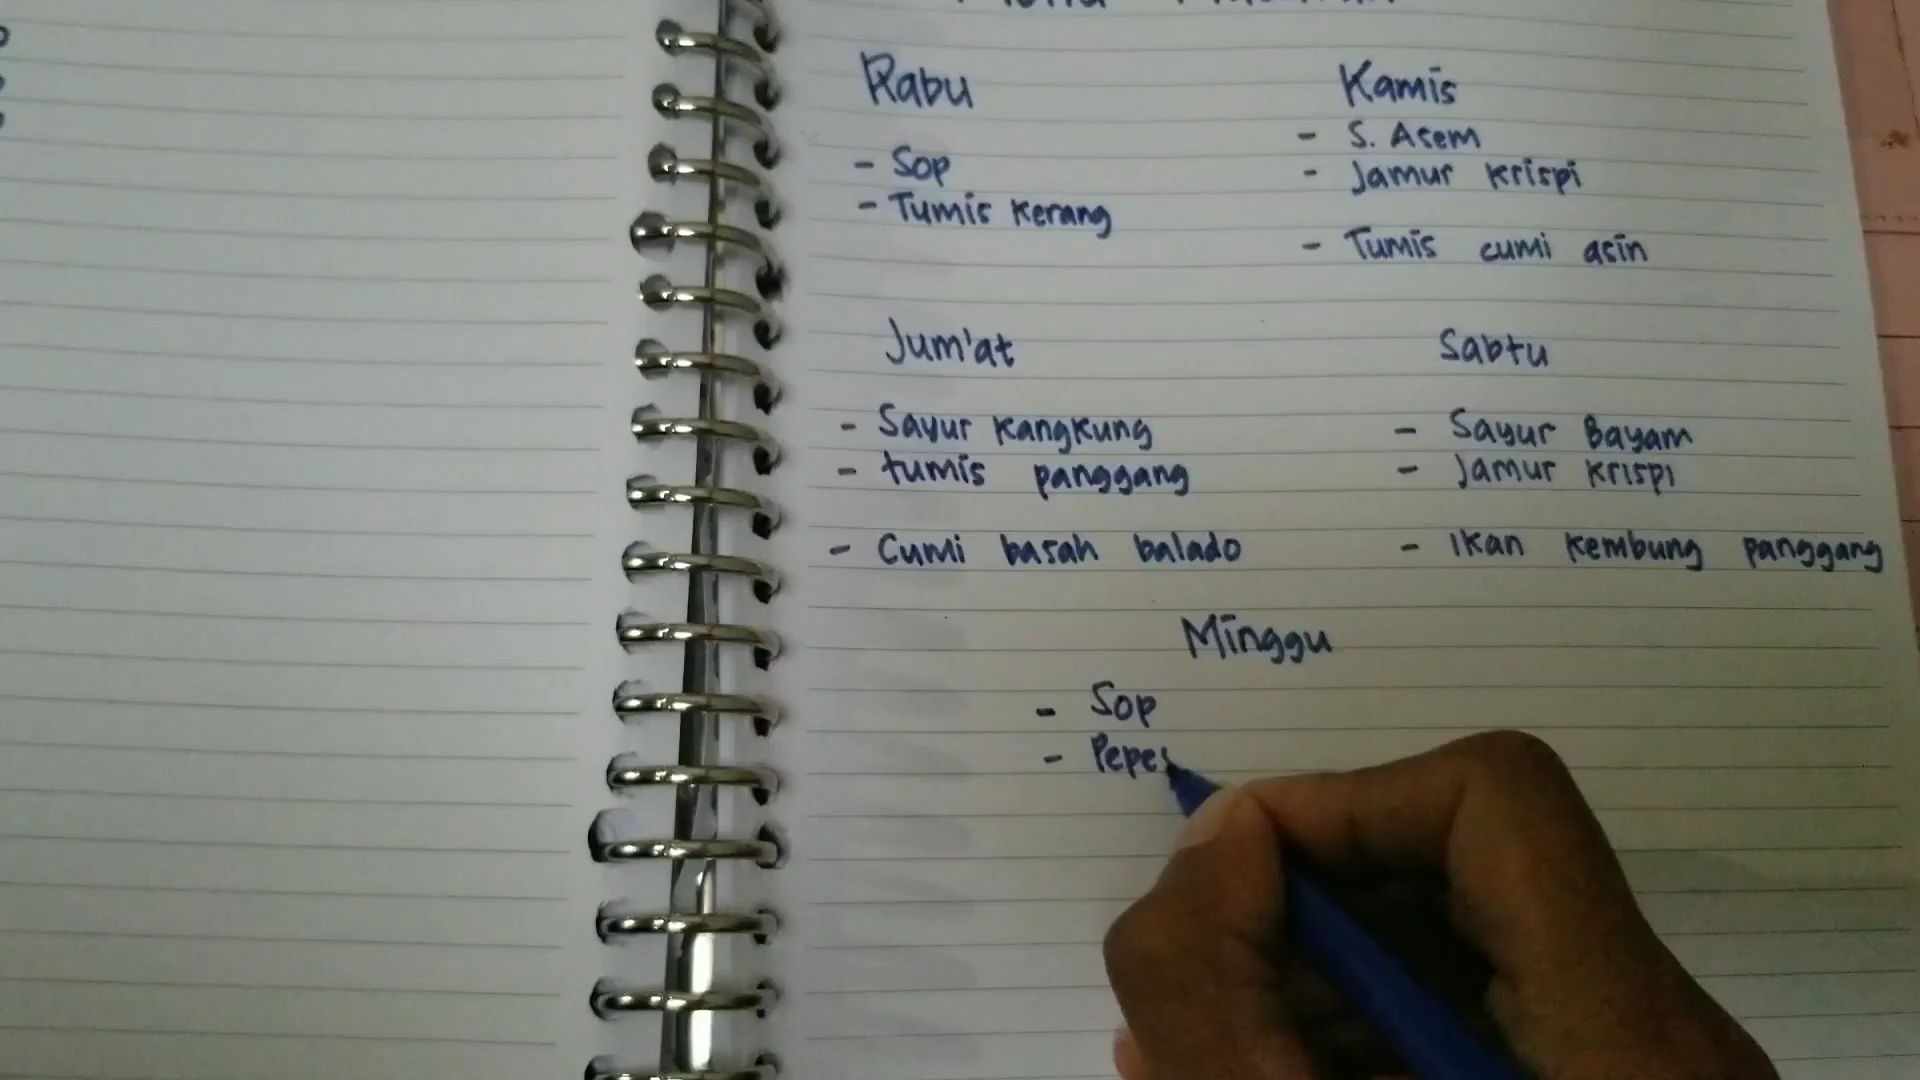 Rabu
- Sop
- Tumis Kerang
Kamis
- S. Asem
- Jamur Krispi
- Tumis cumi asin
Jum'at
- Sayur Kangkung
- tumis panggang
- Cumi basah balado
Sabtu
- Sayur Bayam
- Jamur Krispi
- Ikan Kembung panggang
Minggu
- Sop
- Pepes